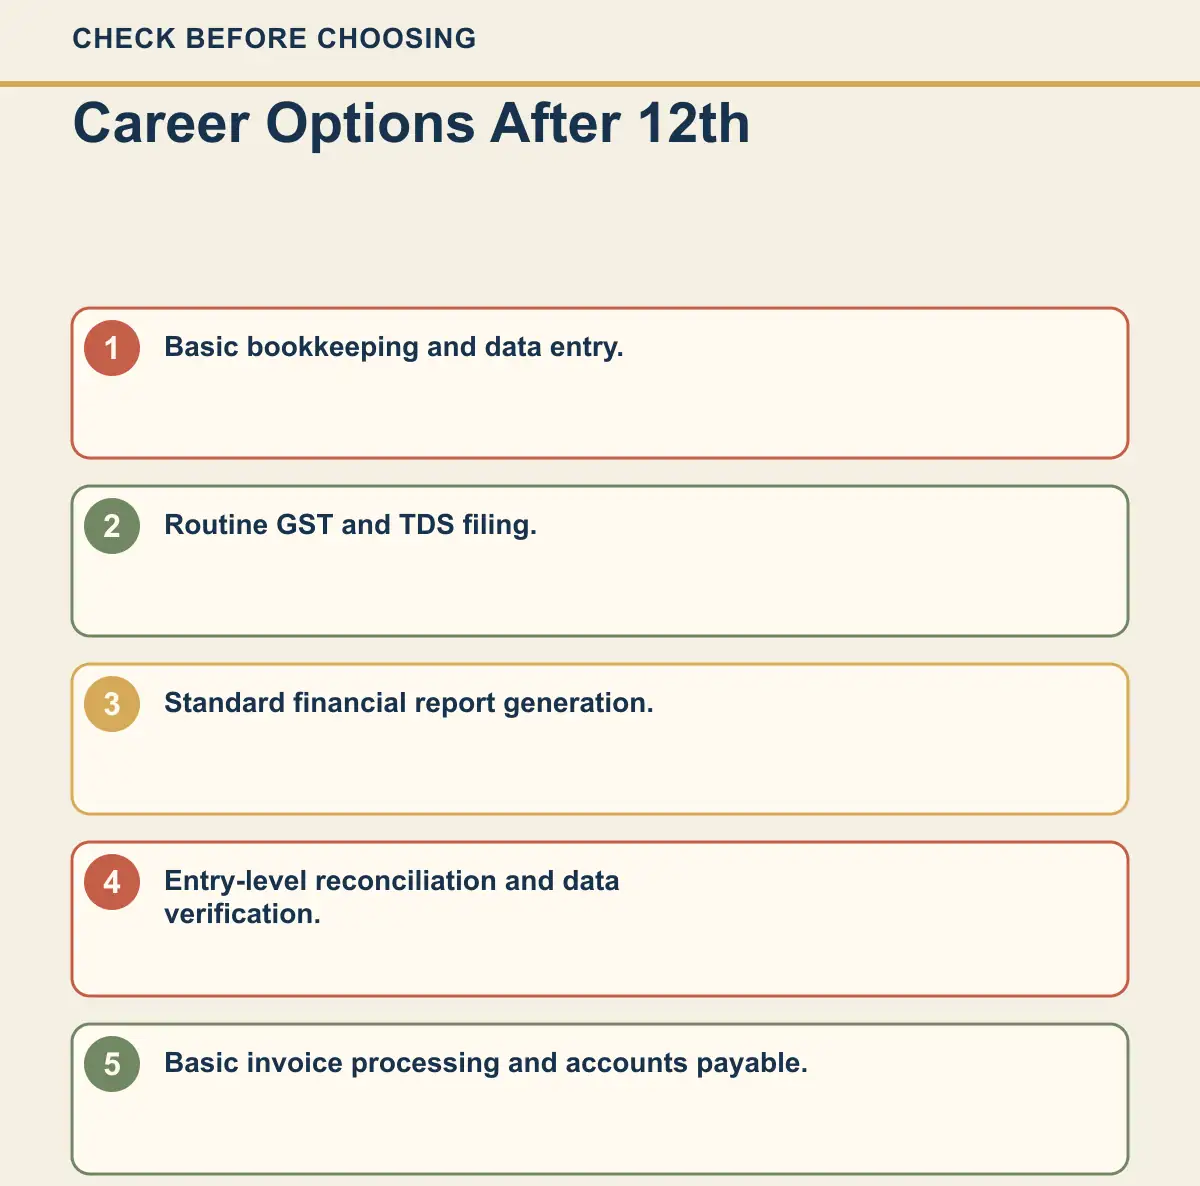 CHECK BEFORE CHOOSING
Career Options After 12th
1
Basic bookkeeping and data entry.
2
Routine GST and TDS filing.
3
Standard financial report generation.
4
Entry-level reconciliation and data
verification.
5
Basic invoice processing and accounts payable.